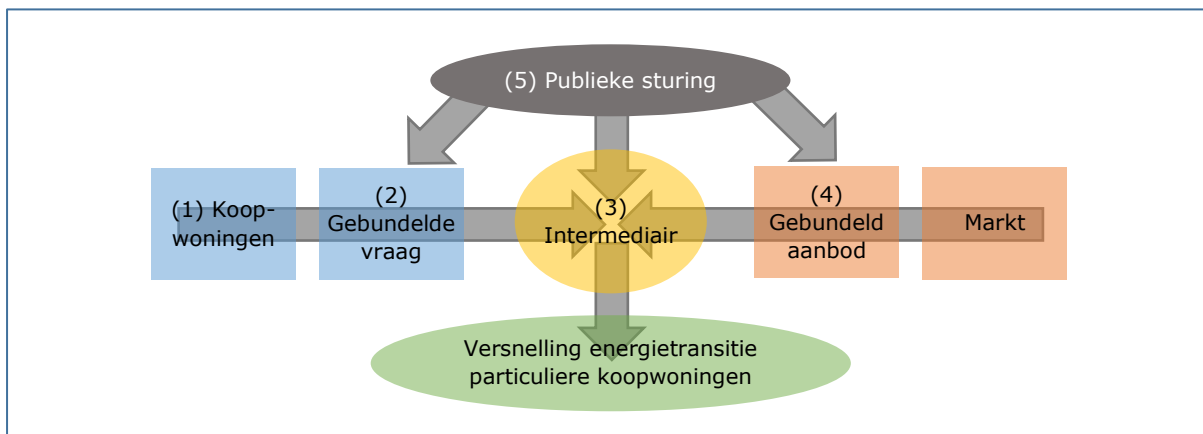 (5) Publieke sturing
(1) Koop-
woningen
(2)
Gebundelde
vraag
(3)
Intermediair
(4)
Gebundeld
aanbod
Markt
Versnelling energietransitie
particuliere koopwoningen